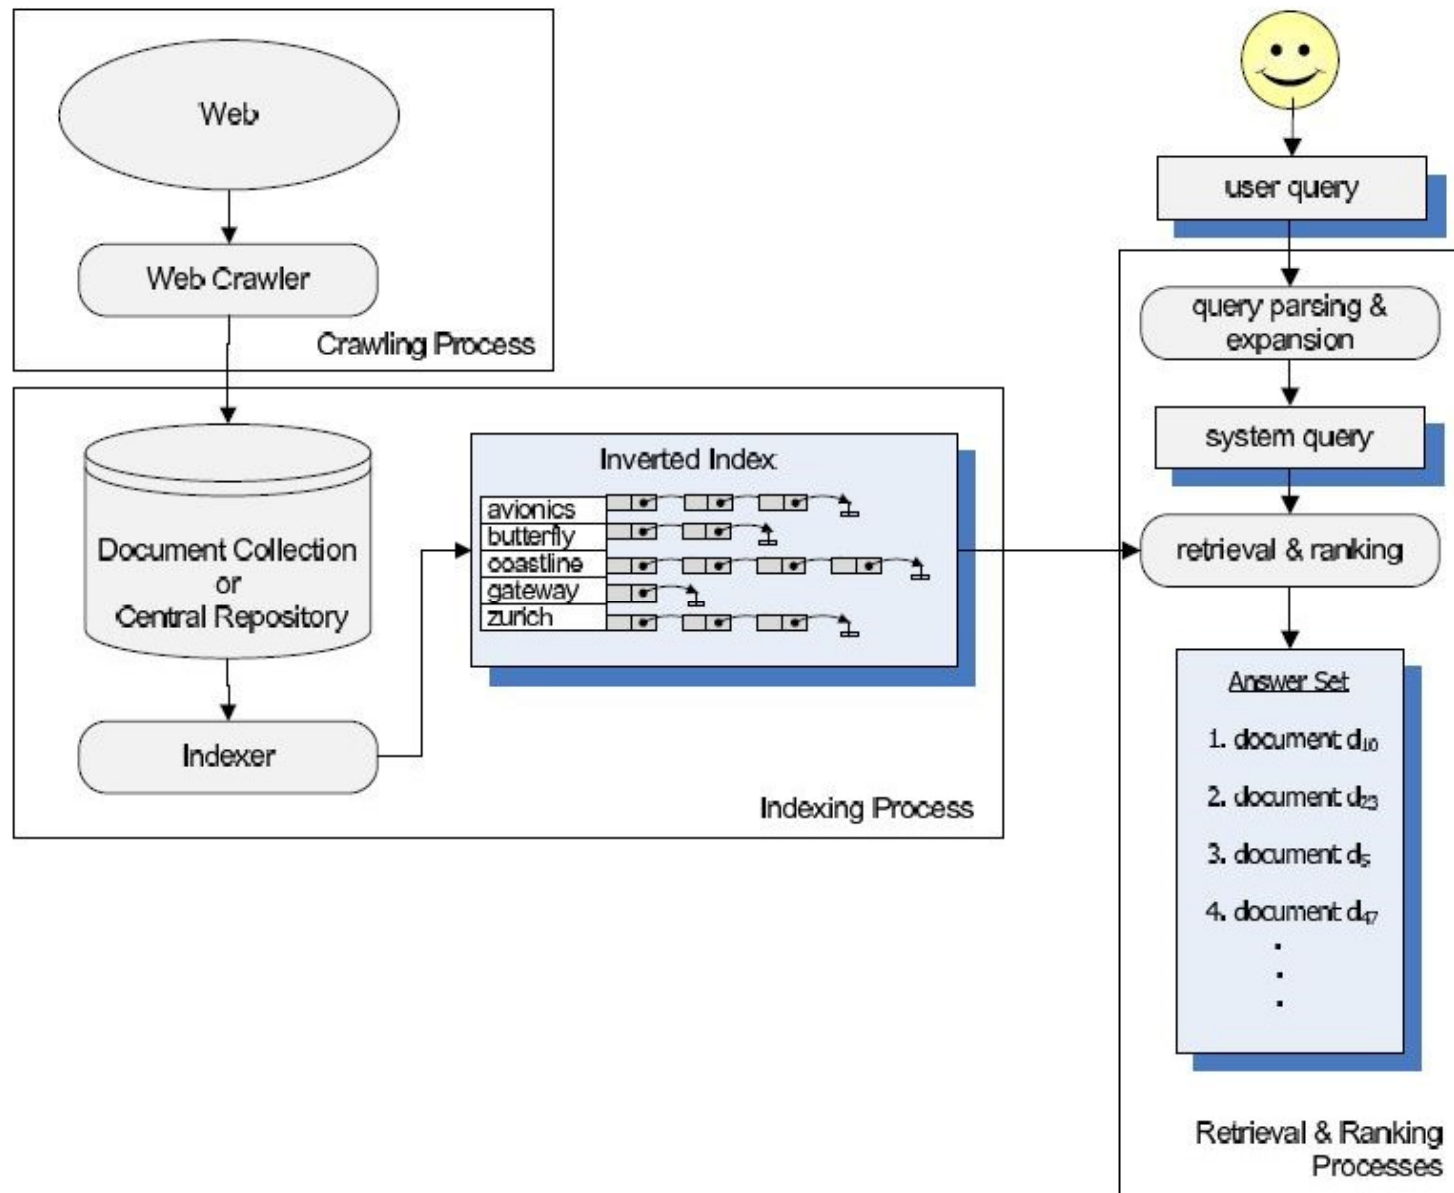 Web
Web Crawler
Crawling Process
Document Collection
or
Central Repository
Indexer
Inverted Index
avionics
butterfly
coastline
gateway
zurich
Indexing Process
user query
query parsing &
expansion
system query
retrieval & ranking
Answer Set
1. document d₁₀
2. document d₂₃
3. document d₅
4. document d₄₇
.
.
.
Retrieval & Ranking
Processes